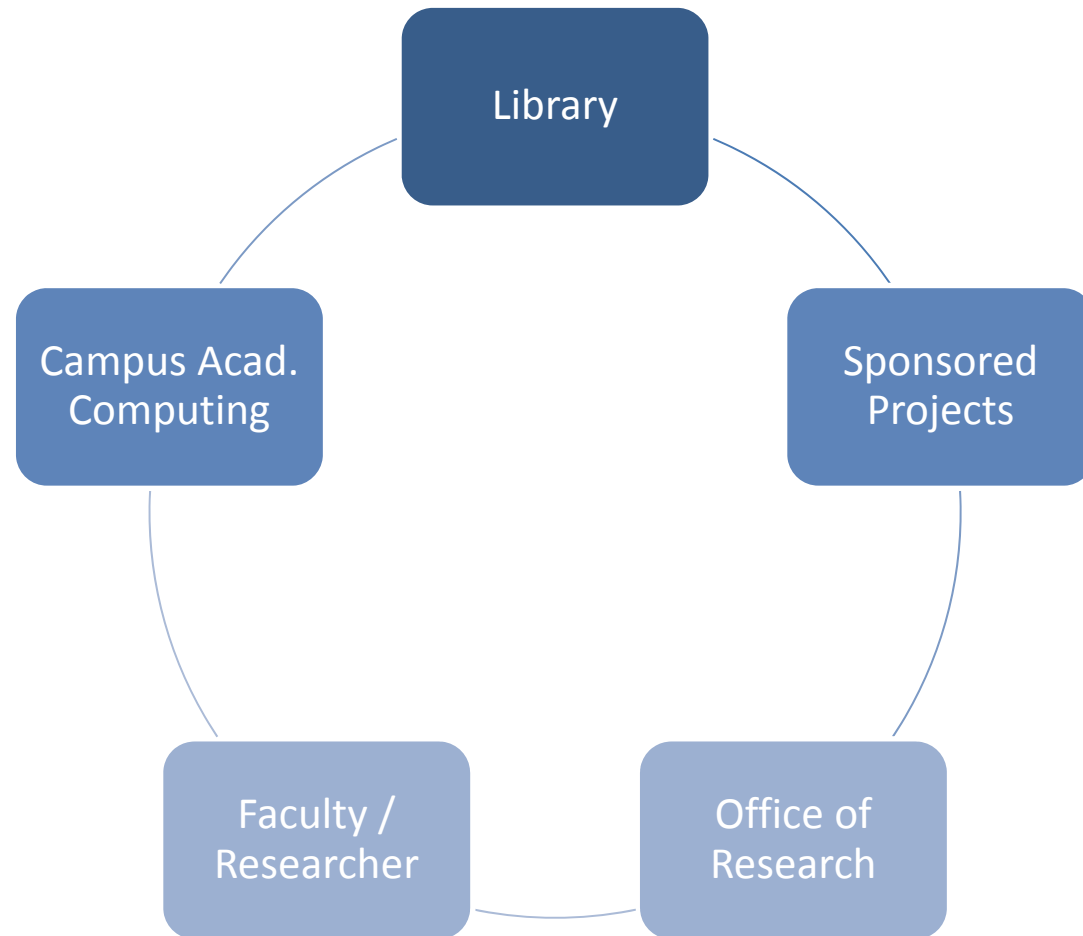 Library
Campus Acad.
Computing
Sponsored
Projects
Faculty /
Researcher
Office of
Research